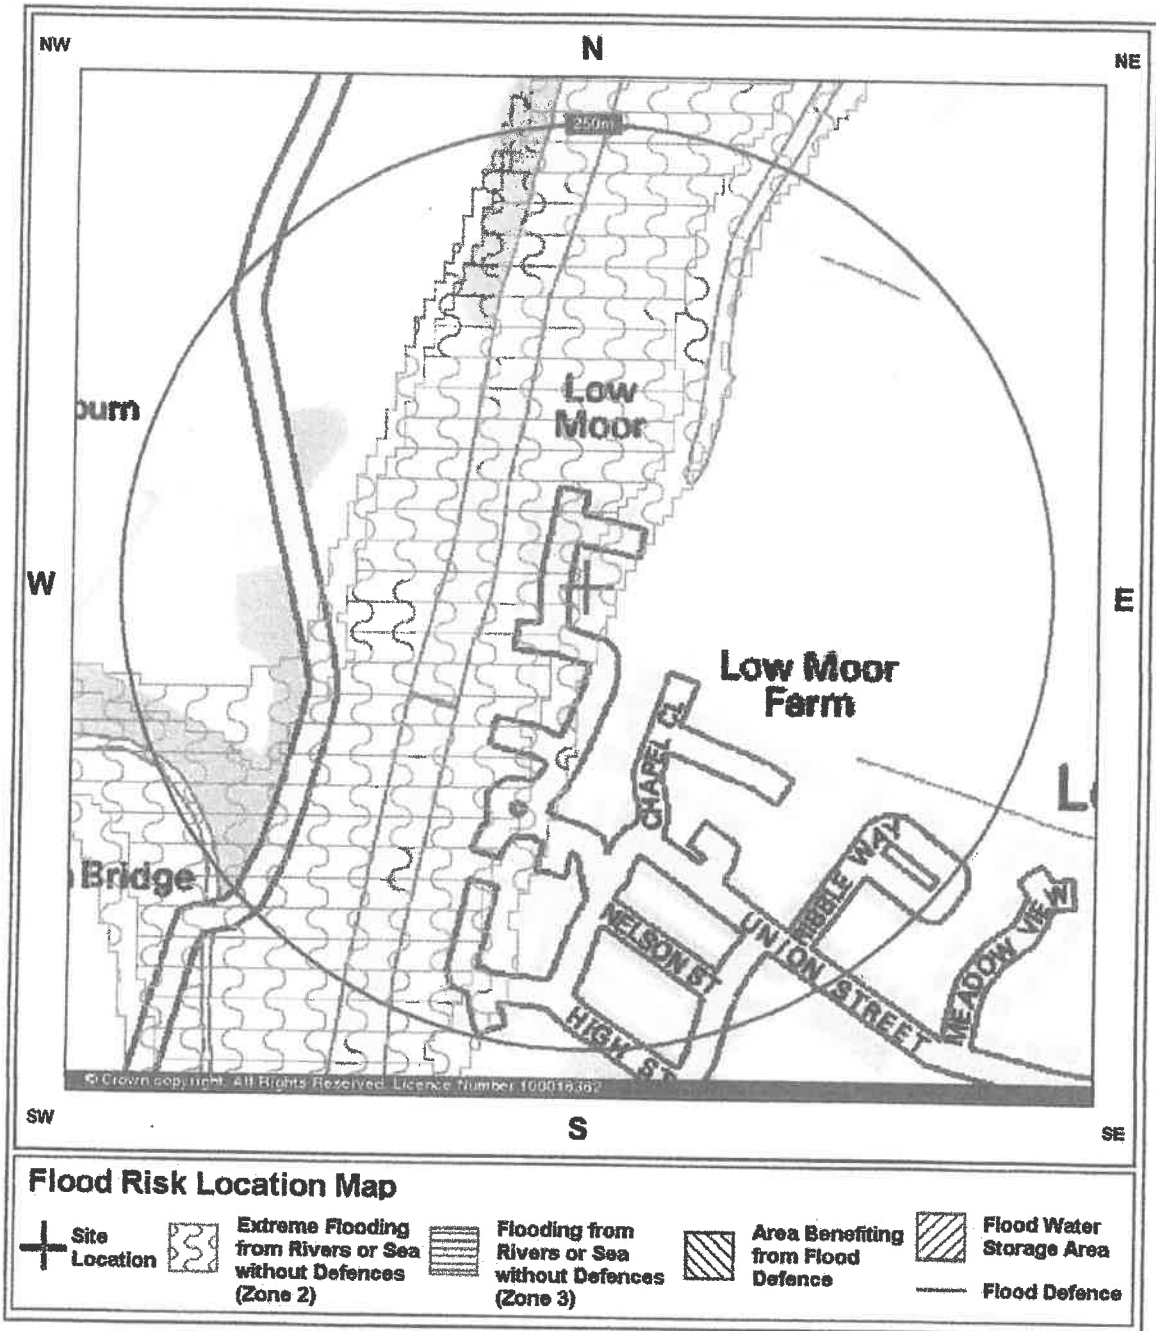 NW
N
NE
250m
Low
Moor
burn
W
E
Low Moor
Farm
CHAPEL CL
Bridge
RIBBLE WAY
NELSON ST
UNION STREET
MEADOW VIEW
HIGH ST
© Crown copyright. All Rights Reserved. Licence Number 100018362
SW
S
SE
Flood Risk Location Map
Site
Location
Extreme Flooding
from Rivers or Sea
without Defences
(Zone 2)
Flooding from
Rivers or Sea
without Defences
(Zone 3)
Area Benefiting
from Flood
Defence
Flood Water
Storage Area
Flood Defence